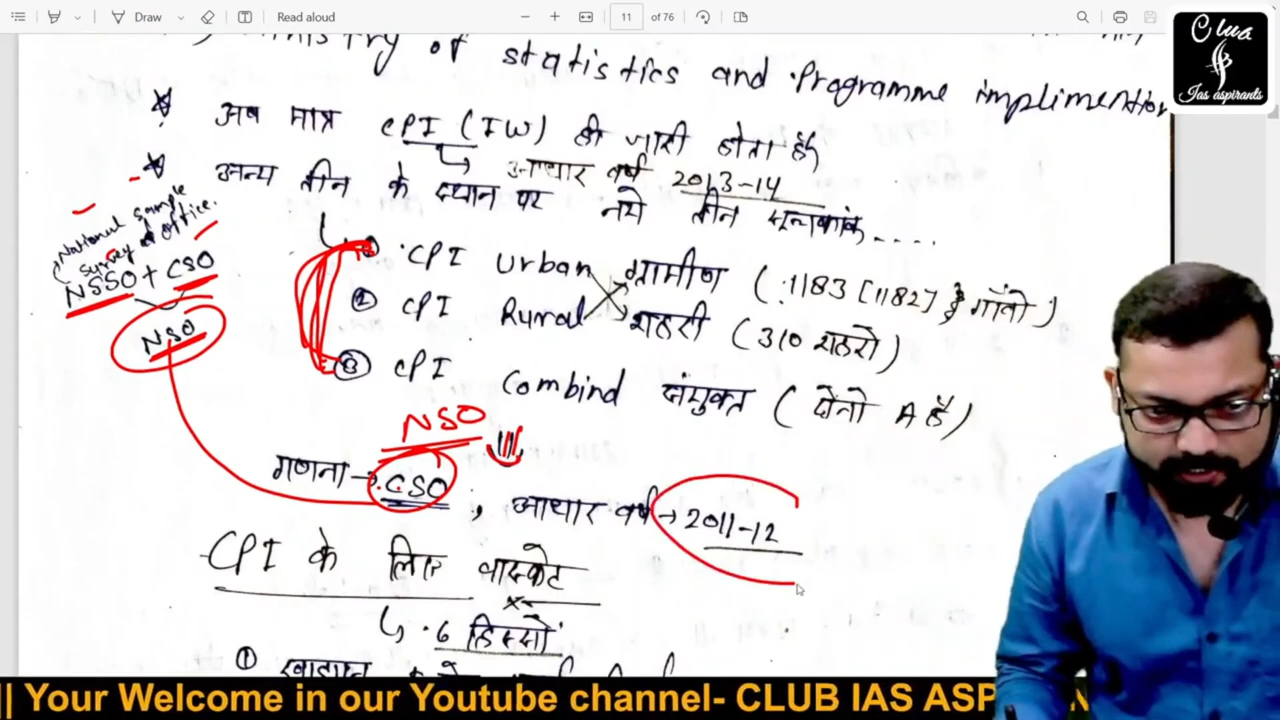 Draw
Read aloud
11
of 76
Clua
Ias aspirants
of statistics and Programme implimention
अब मात्र CPI (IW) ही जारी होता है
आधार वर्ष 2013-14
अन्य तीन के स्थान पर नये तीन सूचकांक....
National Sample
Survey Office.
NSSO + CSO
NSO
① CPI Urban ग्रामीण (1183 [1182] गाँवो)
② CPI Rural शहरी (310 शहरो)
③ CPI Combind संयुक्त (दोनो A है)
NSO
गणना → CSO , आधार वर्ष → 2011-12
CPI के लिए बास्केट
6 हिस्सों
①
|| Your Welcome in our Youtube channel- CLUB IAS ASP